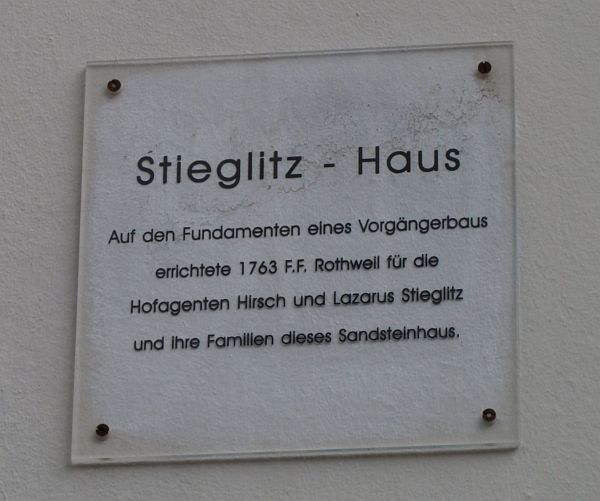 Stieglitz - Haus
Auf den Fundamenten eines Vorgängerbaus
errichtete 1763 F.F. Rothweil für die
Hofagenten Hirsch und Lazarus Stieglitz
und ihre Familien dieses Sandsteinhaus.